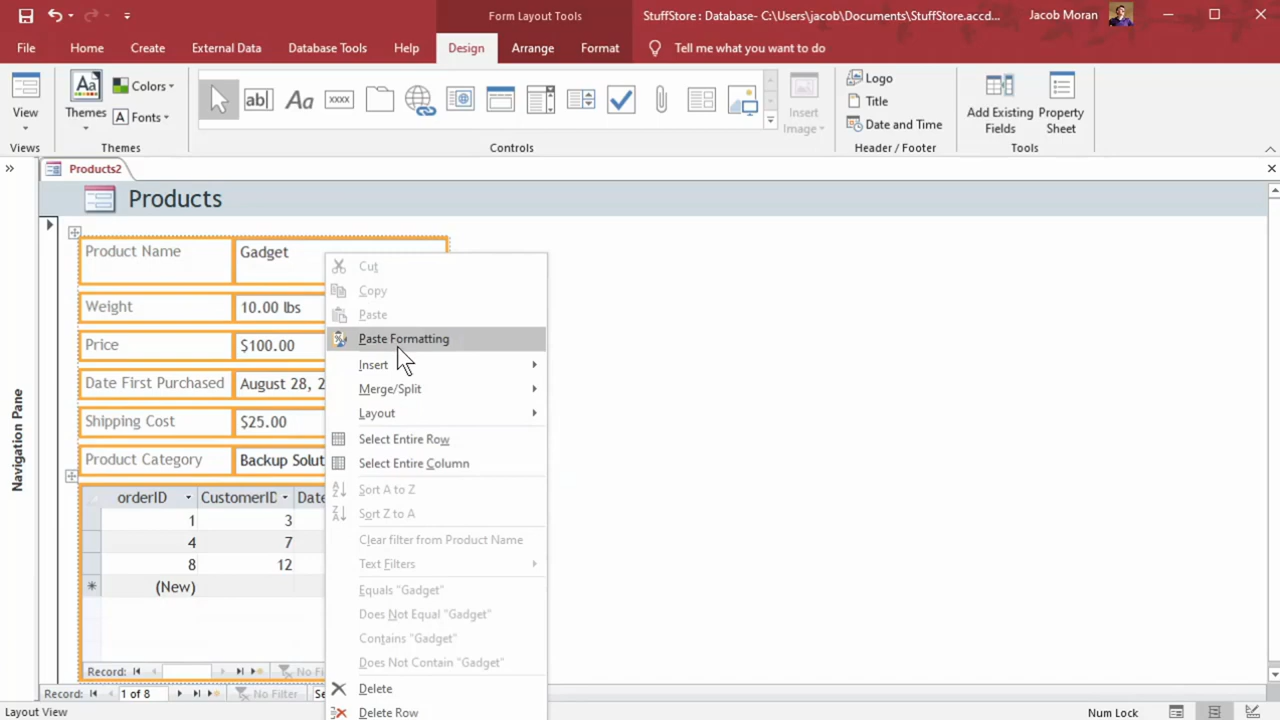 Form Layout Tools
StuffStore : Database- C:\Users\jacob\Documents\StuffStore.accd...
Jacob Moran
File Home Create External Data Database Tools Help Design Arrange Format Tell me what you want to do
View
Themes
Colors
Fonts
ab|
Aa
xxxx
Insert Image
Logo
Title
Date and Time
Add Existing Fields
Property Sheet
Views Themes Controls Header / Footer Tools
Products2
Products
Navigation Pane
Product Name Gadget
Weight 10.00 lbs
Price $100.00
Date First Purchased August 28, 2
Shipping Cost $25.00
Product Category Backup Solut
orderID CustomerID Date
1 3
4 7
8 12
(New)
Record: No Fi
Record: 1 of 8 No Filter Se
Cut
Copy
Paste
Paste Formatting
Insert
Merge/Split
Layout
Select Entire Row
Select Entire Column
Sort A to Z
Sort Z to A
Clear filter from Product Name
Text Filters
Equals "Gadget"
Does Not Equal "Gadget"
Contains "Gadget"
Does Not Contain "Gadget"
Delete
Delete Row
Layout View
Num Lock